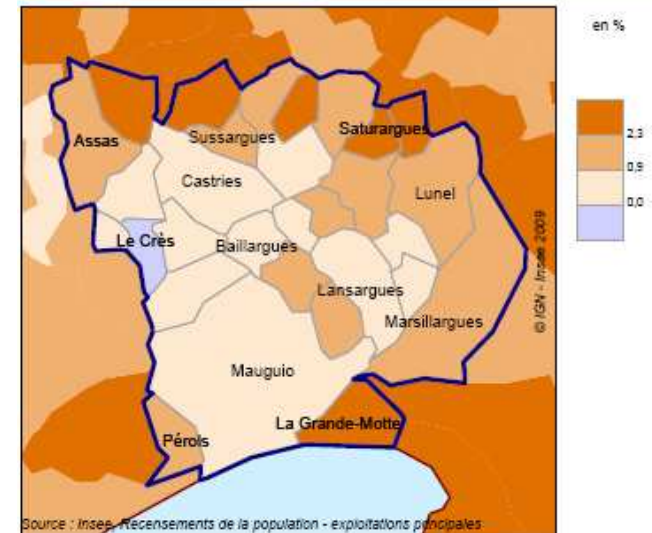 en %
2,3
0,9
0,0
Assas
Sussargues
Saturargues
Castries
Lunel
Le Crès
Baillargues
Lansargues
Marsillargues
Mauguio
La Grande-Motte
Pérols
© IGN - Insee 2009
Source : Insee, Recensements de la population - exploitations principales